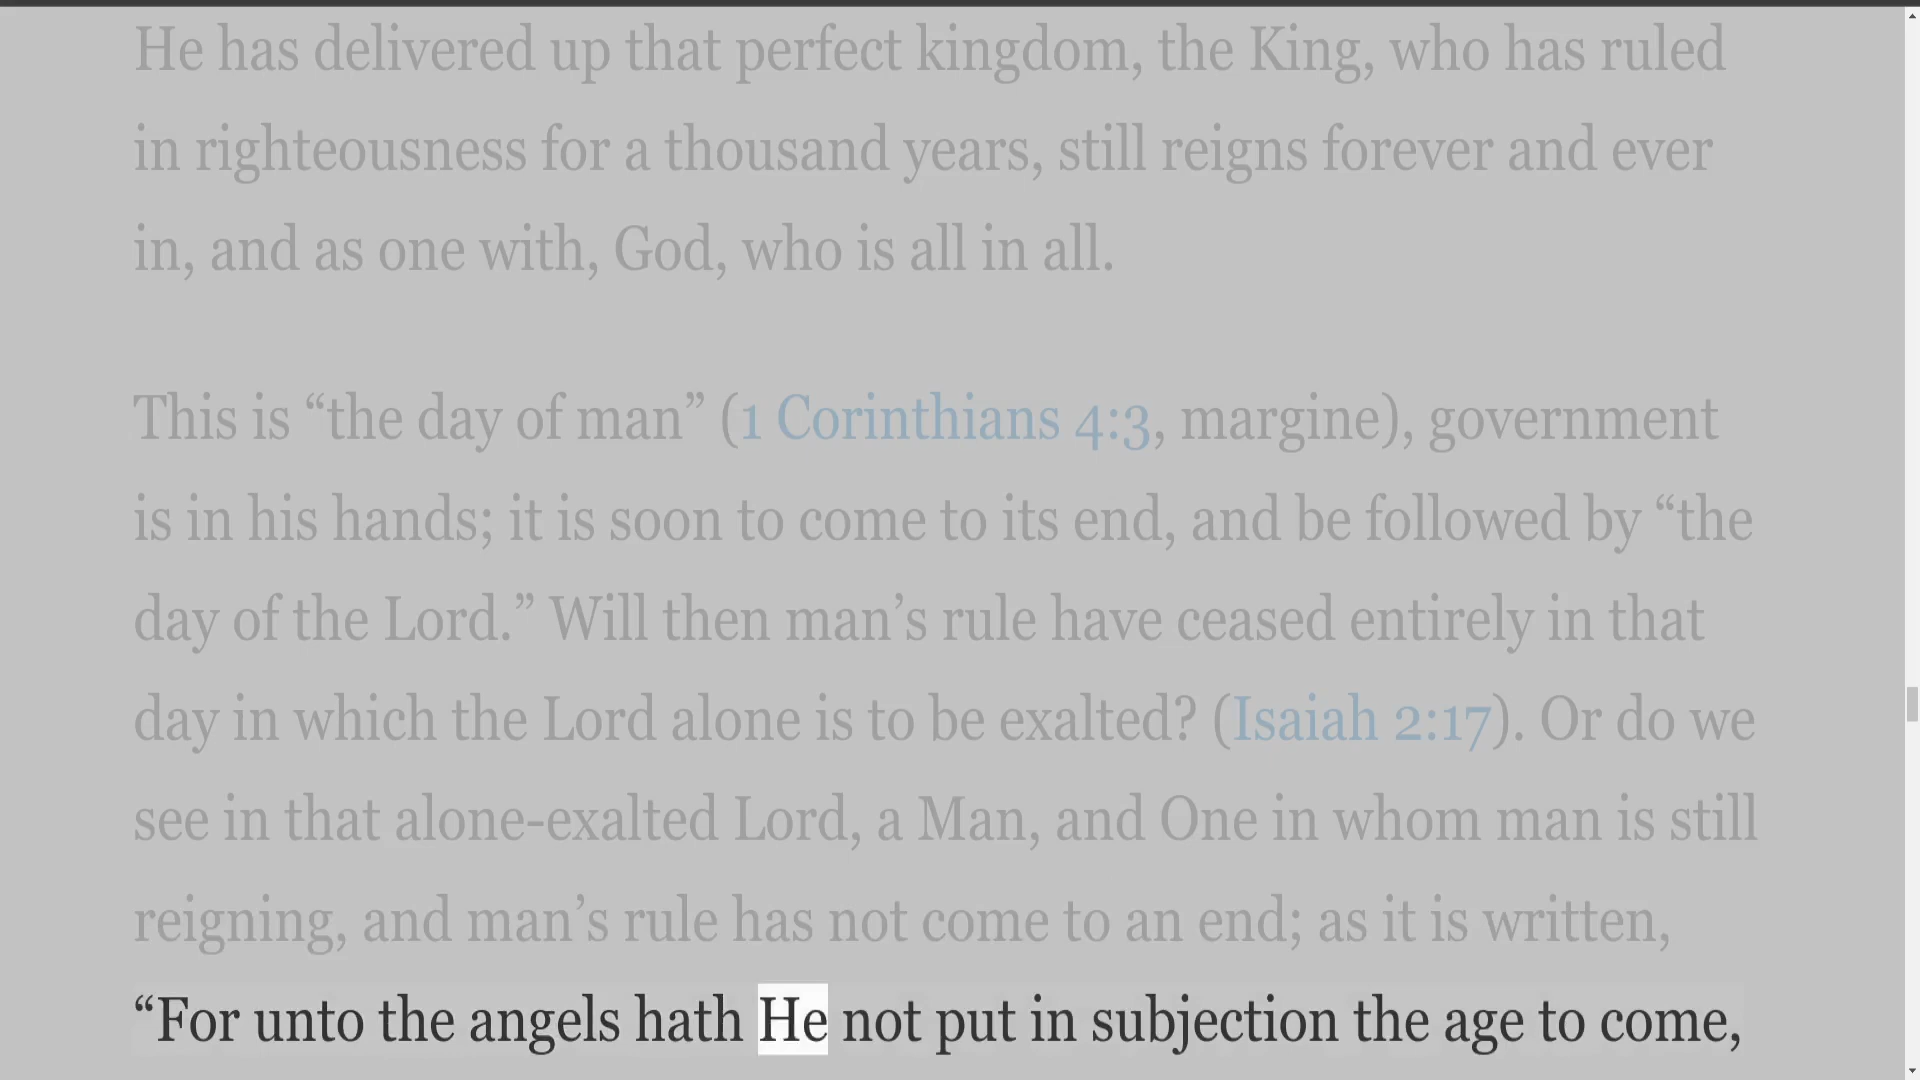 He has delivered up that perfect kingdom, the King, who has ruled
in righteousness for a thousand years, still reigns forever and ever
in, and as one with, God, who is all in all.
This is “the day of man” (1 Corinthians 4:3, margine), government
is in his hands; it is soon to come to its end, and be followed by “the
day of the Lord.” Will then man’s rule have ceased entirely in that
day in which the Lord alone is to be exalted? (Isaiah 2:17). Or do we
see in that alone-exalted Lord, a Man, and One in whom man is still
reigning, and man’s rule has not come to an end; as it is written,
“For unto the angels hath He not put in subjection the age to come,